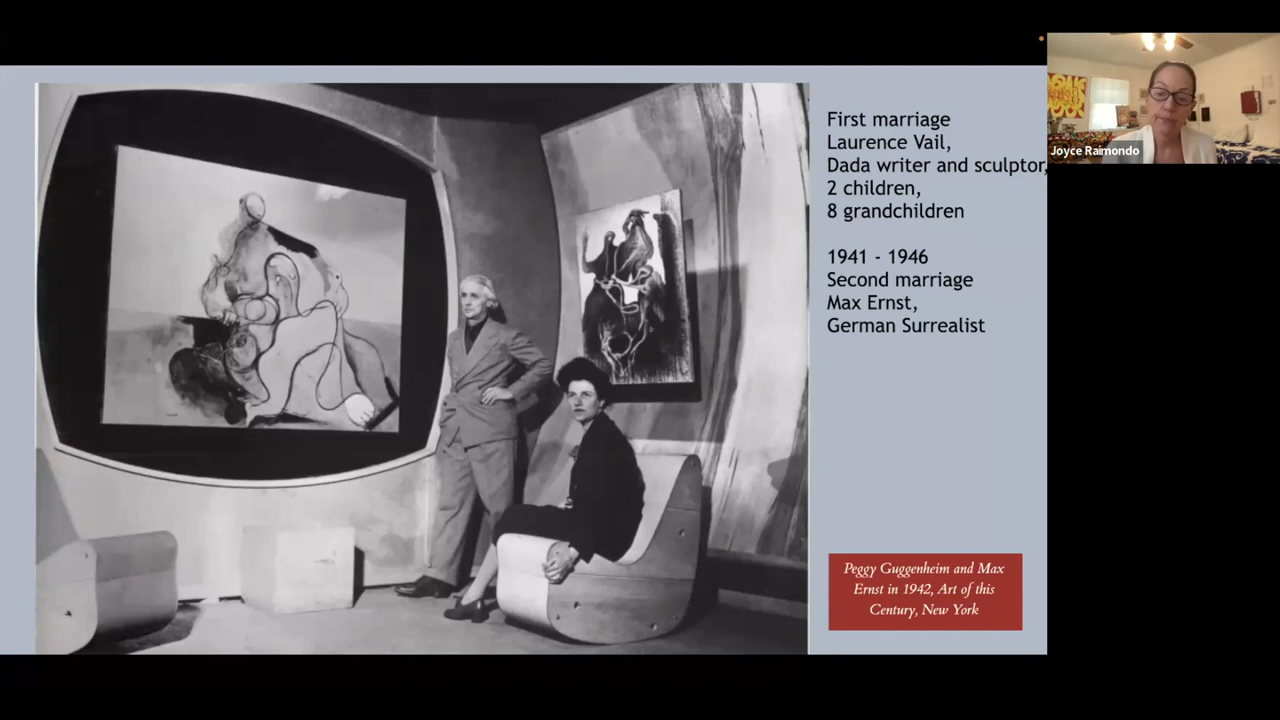 First marriage
Laurence Vail,
Dada writer and sculptor,
2 children,
8 grandchildren
1941 - 1946
Second marriage
Max Ernst,
German Surrealist
Peggy Guggenheim and Max
Ernst in 1942, Art of this
Century, New York
Joyce Raimondo